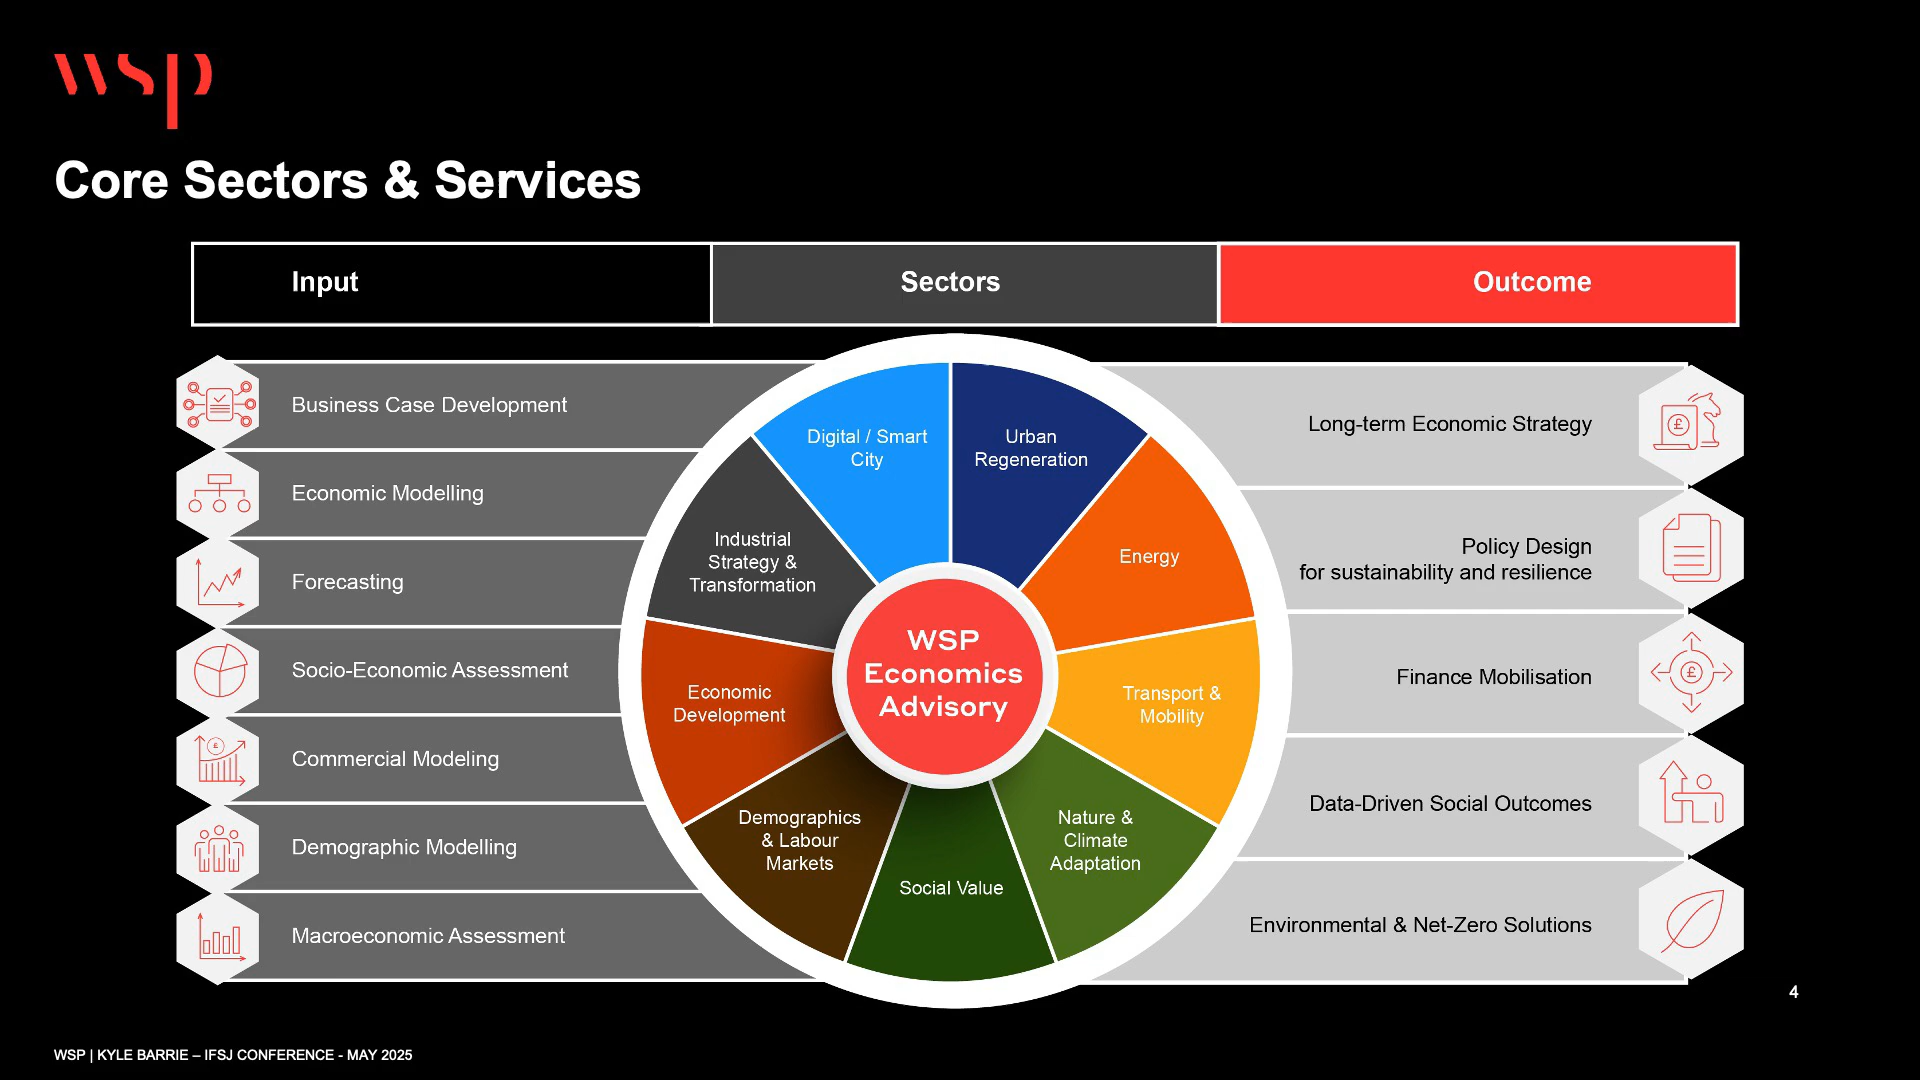 wsp
Core Sectors & Services
Input
Sectors
Outcome
Business Case Development
Economic Modelling
Forecasting
Socio-Economic Assessment
Commercial Modeling
Demographic Modelling
Macroeconomic Assessment
Digital / Smart
City
Urban
Regeneration
Energy
Transport &
Mobility
Nature &
Climate
Adaptation
Social Value
Demographics
& Labour
Markets
Economic
Development
Industrial
Strategy &
Transformation
WSP
Economics
Advisory
Long-term Economic Strategy
£
Policy Design
for sustainability and resilience
Finance Mobilisation
£
Data-Driven Social Outcomes
Environmental & Net-Zero Solutions
£
4
WSP | KYLE BARRIE – IFSJ CONFERENCE - MAY 2025